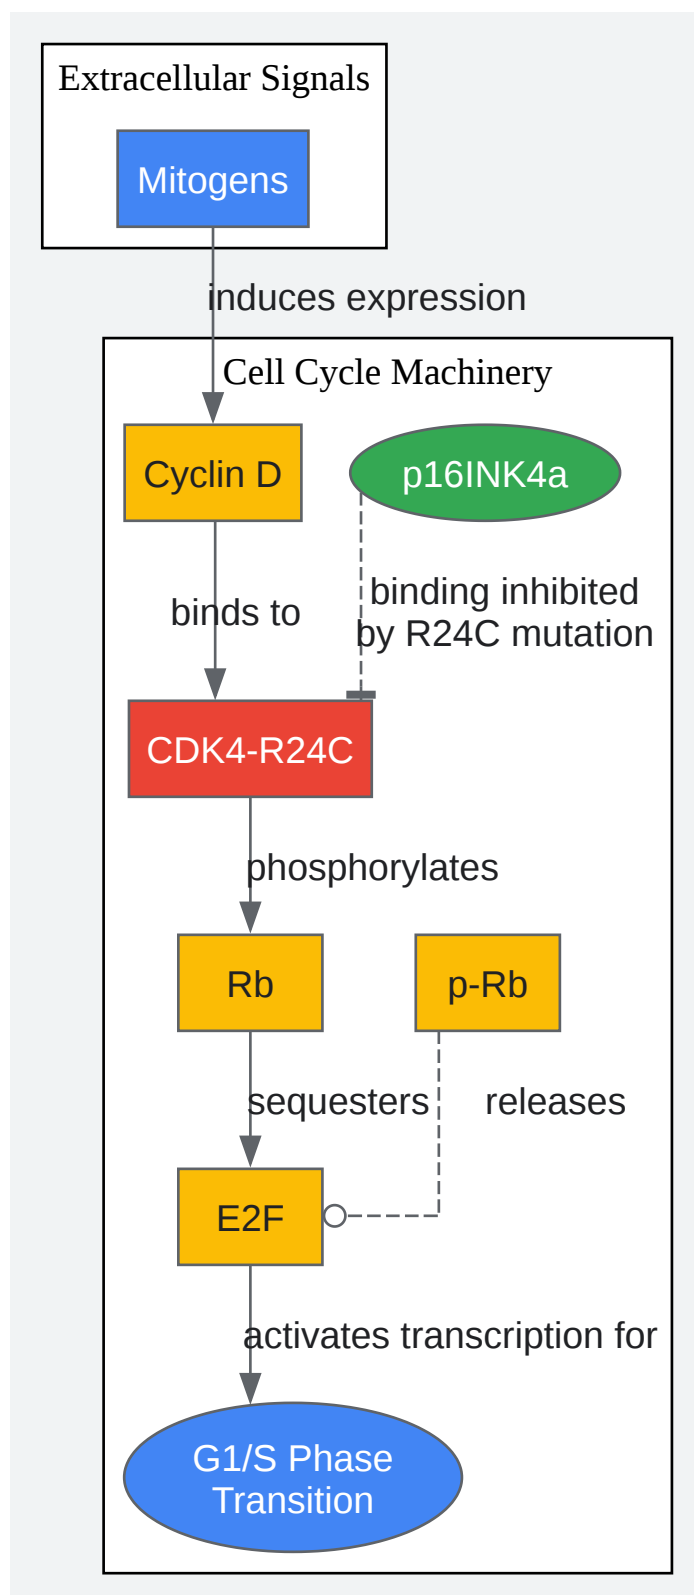 Extracellular Signals
Mitogens
induces expression
Cell Cycle Machinery
Cyclin D
p16INK4a
binds to
binding inhibited
by R24C mutation
CDK4-R24C
phosphorylates
Rb
p-Rb
sequesters
releases
E2F
activates transcription for
G1/S Phase
Transition